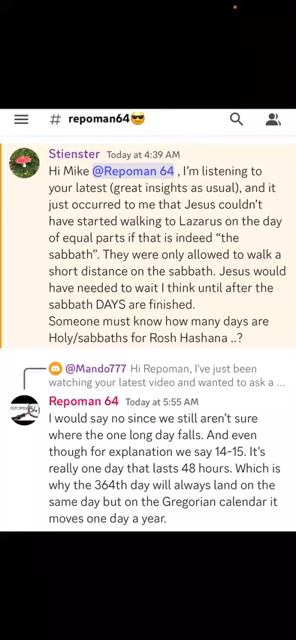 # repoman64😎
Stienster Today at 4:39 AM
Hi Mike @Repoman 64 , I'm listening to
your latest (great insights as usual), and it
just occurred to me that Jesus couldn't
have started walking to Lazarus on the day
of equal parts if that is indeed "the
sabbath". They were only allowed to walk a
short distance on the sabbath. Jesus would
have needed to wait I think until after the
sabbath DAYS are finished.
Someone must know how many days are
Holy/sabbaths for Rosh Hashana ..?
@Mando777 Hi Repoman, I've just been
watching your latest video and wanted to ask a ...
Repoman 64 Today at 5:55 AM
I would say no since we still aren't sure
where the one long day falls. And even
though for explanation we say 14-15. It's
really one day that lasts 48 hours. Which is
why the 364th day will always land on the
same day but on the Gregorian calendar it
moves one day a year.